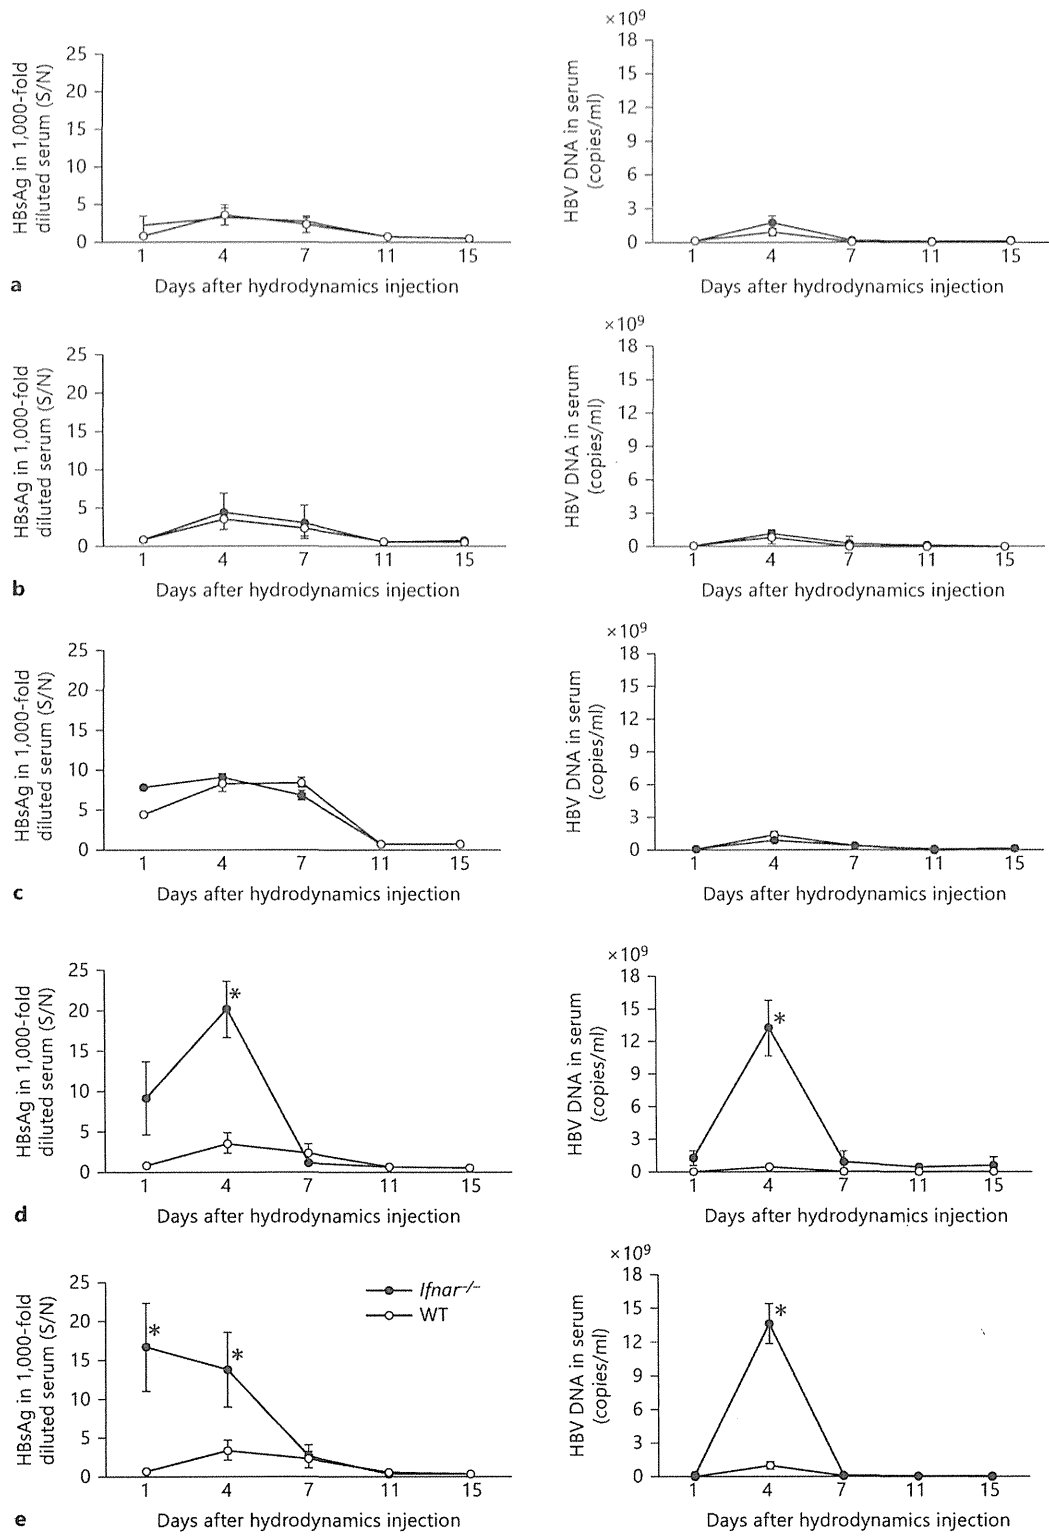 HBsAg in 1,000-fold
diluted serum (S/N)
25
20
15
10
5
0
1 4 7 11 15
Days after hydrodynamics injection
a
×10⁹
HBV DNA in serum
(copies/ml)
18
15
12
9
6
3
0
1 4 7 11 15
Days after hydrodynamics injection
HBsAg in 1,000-fold
diluted serum (S/N)
25
20
15
10
5
0
1 4 7 11 15
Days after hydrodynamics injection
b
×10⁹
HBV DNA in serum
(copies/ml)
18
15
12
9
6
3
0
1 4 7 11 15
Days after hydrodynamics injection
HBsAg in 1,000-fold
diluted serum (S/N)
25
20
15
10
5
0
1 4 7 11 15
Days after hydrodynamics injection
c
×10⁹
HBV DNA in serum
(copies/ml)
18
15
12
9
6
3
0
1 4 7 11 15
Days after hydrodynamics injection
HBsAg in 1,000-fold
diluted serum (S/N)
25
20
15
10
5
0
*
1 4 7 11 15
Days after hydrodynamics injection
d
×10⁹
HBV DNA in serum
(copies/ml)
18
15
12
9
6
3
0
*
1 4 7 11 15
Days after hydrodynamics injection
HBsAg in 1,000-fold
diluted serum (S/N)
25
20
15
10
5
0
*
*
Ifnar⁻/⁻
WT
1 4 7 11 15
Days after hydrodynamics injection
e
×10⁹
HBV DNA in serum
(copies/ml)
18
15
12
9
6
3
0
*
1 4 7 11 15
Days after hydrodynamics injection